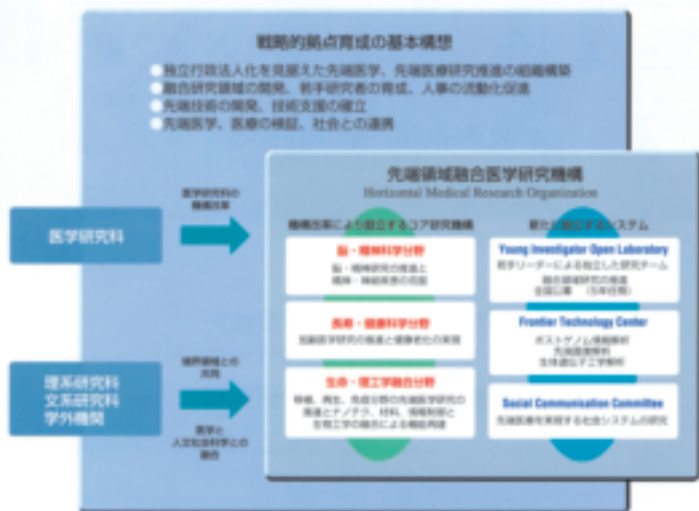 戦略的拠点育成の基本構想
●独立行政法人化を見据えた先端医学、先端医療研究推進の組織構築
●融合研究領域の開発、若手研究者の育成、人事の流動化促進
●先端技術の開発、技術支援の確立
●先端医学、医療の検証、社会との連携
先端領域融合医学研究機構
Horizontal Medical Research Organization
医学研究科の
機構改革
医学研究科
機構改革により設立するコア研究機構
脳・精神科学分野
脳・精神研究の推進と
精神・神経疾患の克服
長寿・健康科学分野
加齢医学研究の推進と健康老化の実現
生命・理工学融合分野
移植、再生、免疫分野の先端医学研究の
推進とナノテク、材料、情報制御と
生物工学の融合による機能再建
新たに設立するシステム
Young Investigator Open Laboratory
若手リーダーによる独立した研究チーム
融合領域研究の推進
全国公募 (5年任期)
Frontier Technology Center
ポストゲノム情報解析
先端画像解析
生体遺伝子工学解析
Social Communication Committee
先端医療を実現する社会システムの研究
理系研究科
文系研究科
学外機関
境界領域との
共同
医学と
人文社会科学との
融合